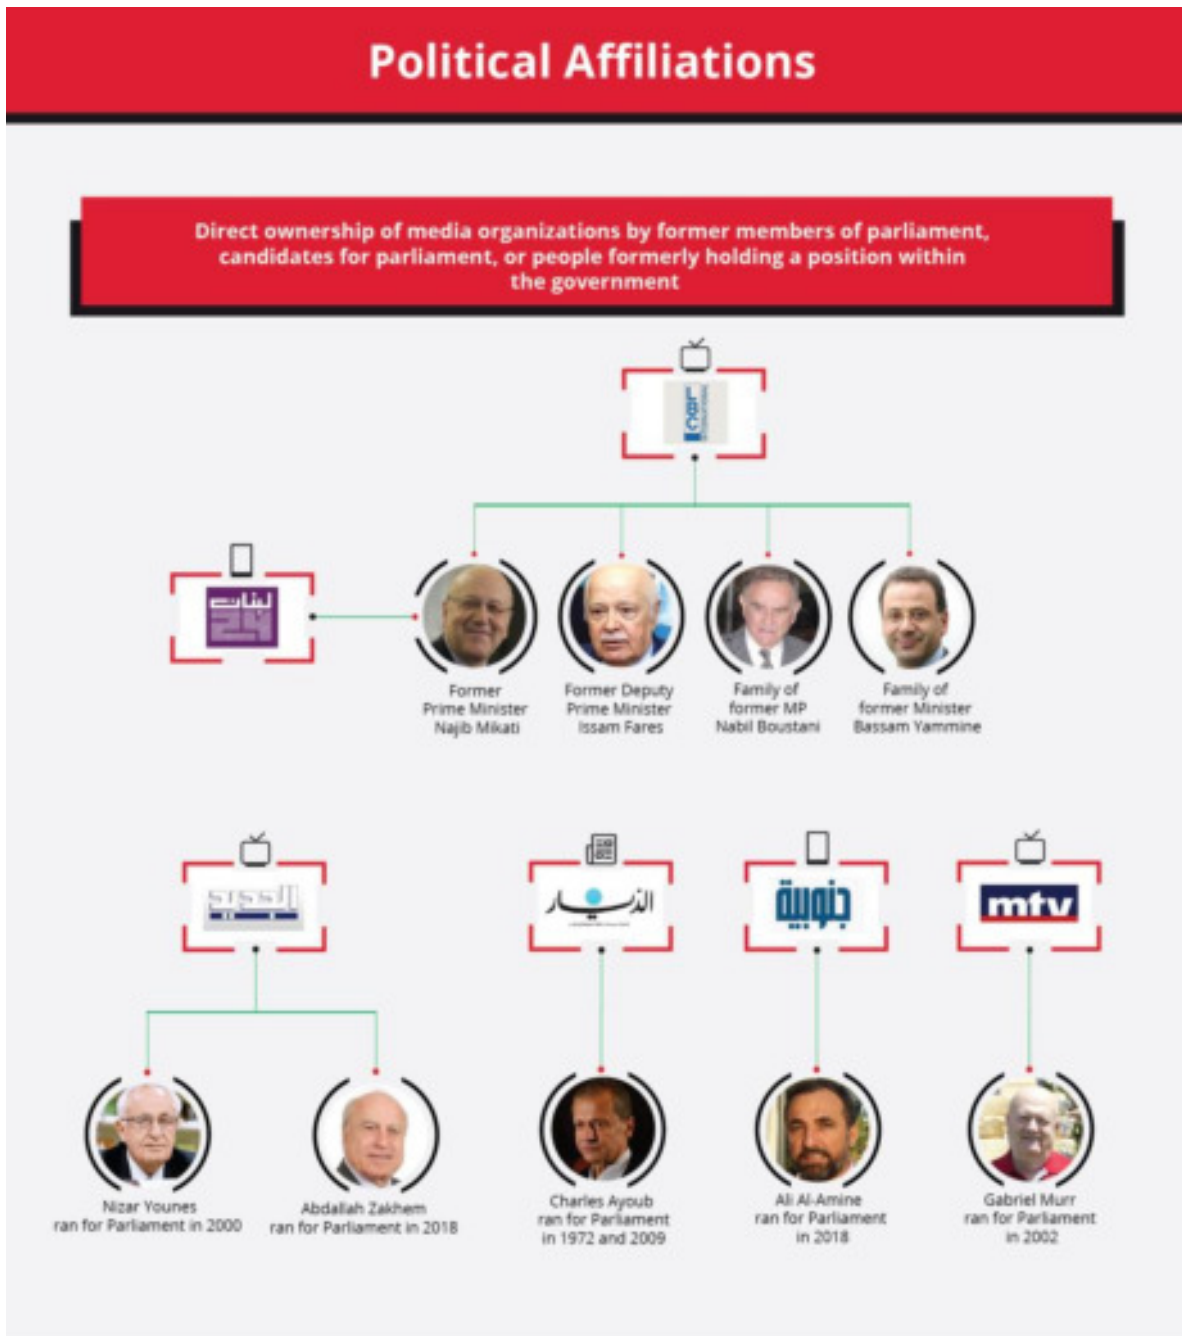 Political Affiliations
Direct ownership of media organizations by former members of parliament,
candidates for parliament, or people formerly holding a position within
the government
LBCI
INTERNATIONAL
لبنان
24
Former
Prime Minister
Najib Mikati
Former Deputy
Prime Minister
Issam Fares
Family of
former MP
Nabil Boustani
Family of
former Minister
Bassam Yammine
الديار
جنوبية
mtv
Nizar Younes
ran for Parliament in 2000
Abdallah Zakhem
ran for Parliament in 2018
Charles Ayoub
ran for Parliament
in 1972 and 2009
Ali Al-Amine
ran for Parliament
in 2018
Gabriel Murr
ran for Parliament
in 2002